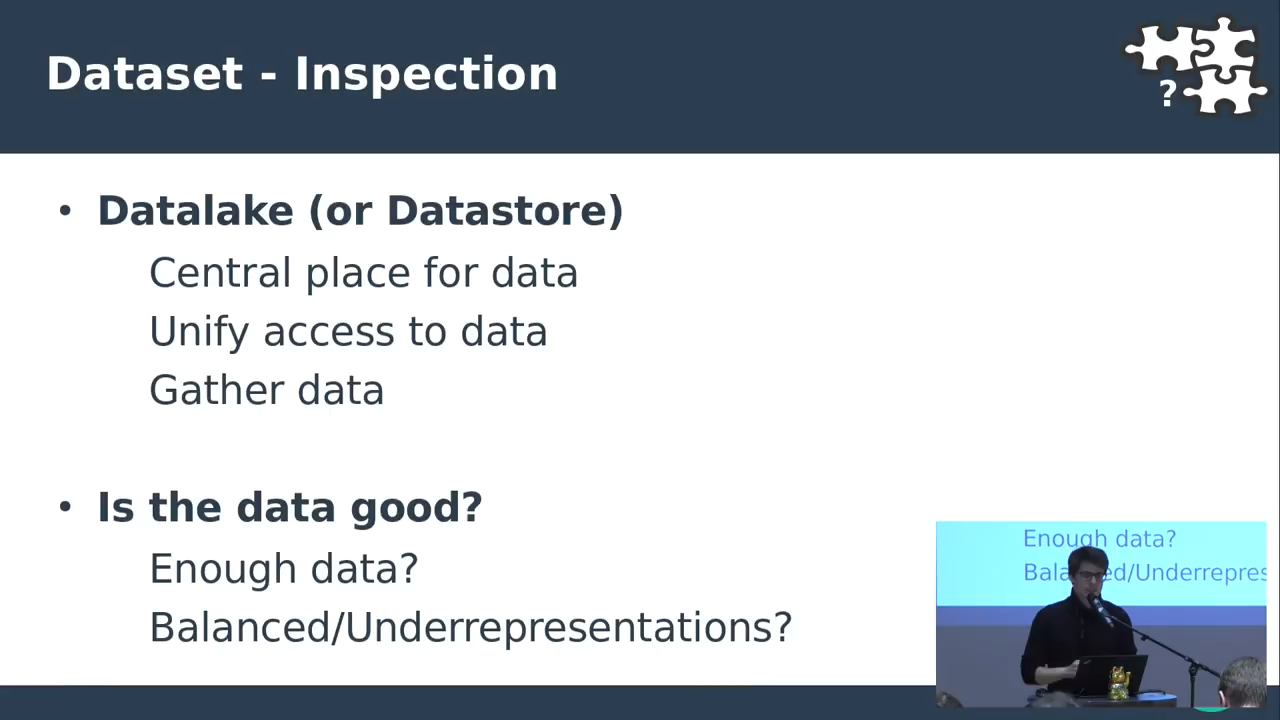 Dataset - Inspection
?
• Datalake (or Datastore)
Central place for data
Unify access to data
Gather data
• Is the data good?
Enough data?
Balanced/Underrepresentations?
Enough data?
Balanced/Underrepres